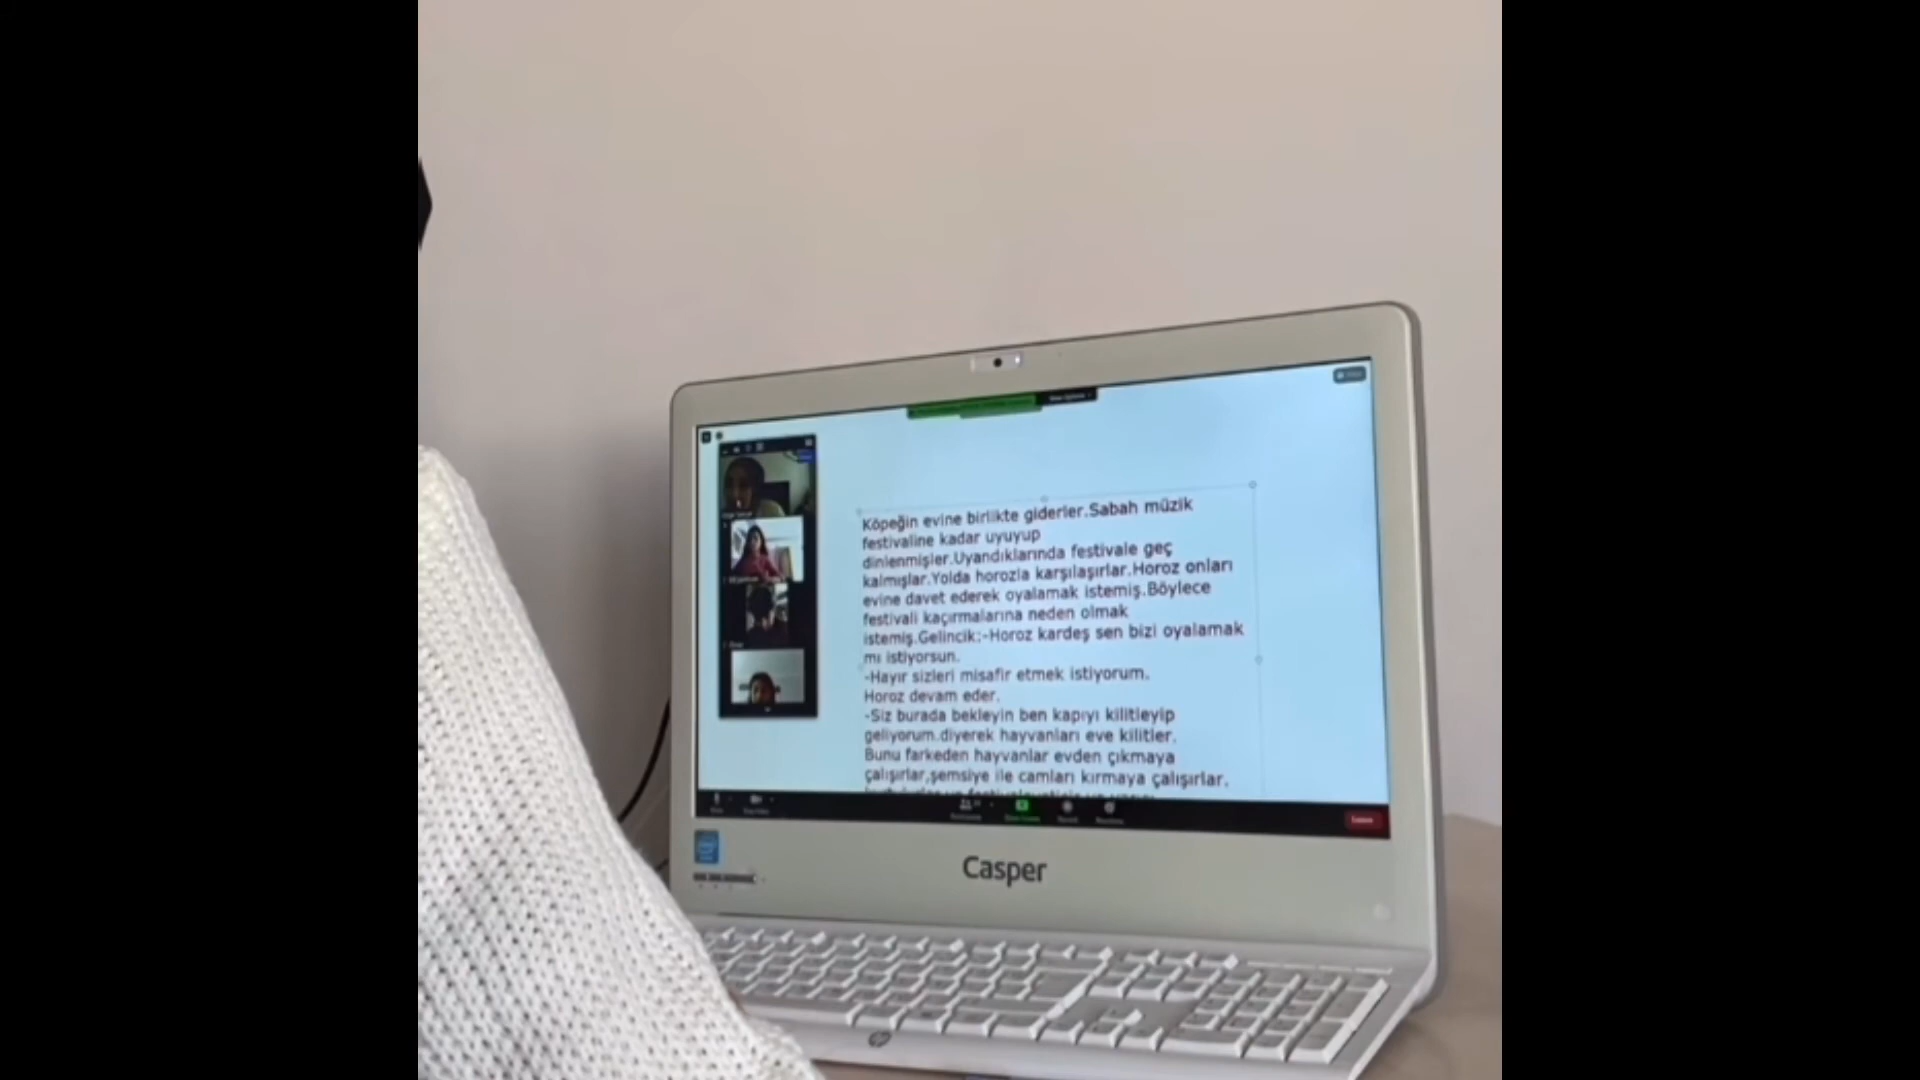 Köpeğin evine birlikte giderler.Sabah müzik
festivaline kadar uyuyup
dinlenmişler.Uyandıklarında festivale geç
kalmışlar.Yolda horozla karşılaşırlar.Horoz onları
evine davet ederek oyalamak istemiş.Böylece
festivali kaçırmalarına neden olmak
istemiş.Gelincik:-Horoz kardeş sen bizi oyalamak
mı istiyorsun.
-Hayır sizleri misafir etmek istiyorum.
Horoz devam eder.
-Siz burada bekleyin ben kapıyı kilitleyip
geliyorum.diyerek hayvanları eve kilitler.
Bunu farkeden hayvanlar evden çıkmaya
çalışırlar,şemsiye ile camları kırmaya çalışırlar.
Casper
hp